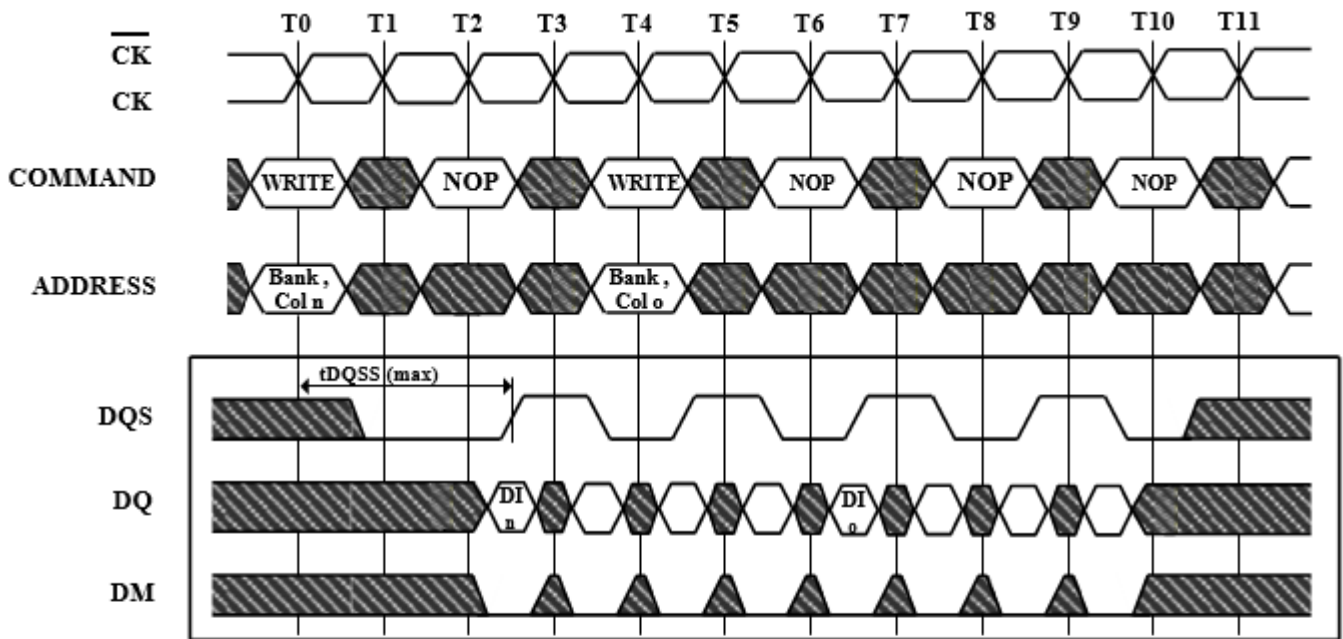 T0 T1 T2 T3 T4 T5 T6 T7 T8 T9 T10 T11
CK
CK
COMMAND WRITE NOP WRITE NOP NOP NOP
ADDRESS Bank, Col n Bank, Col o
tDQSS (max)
DQS
DQ DI n DI o
DM